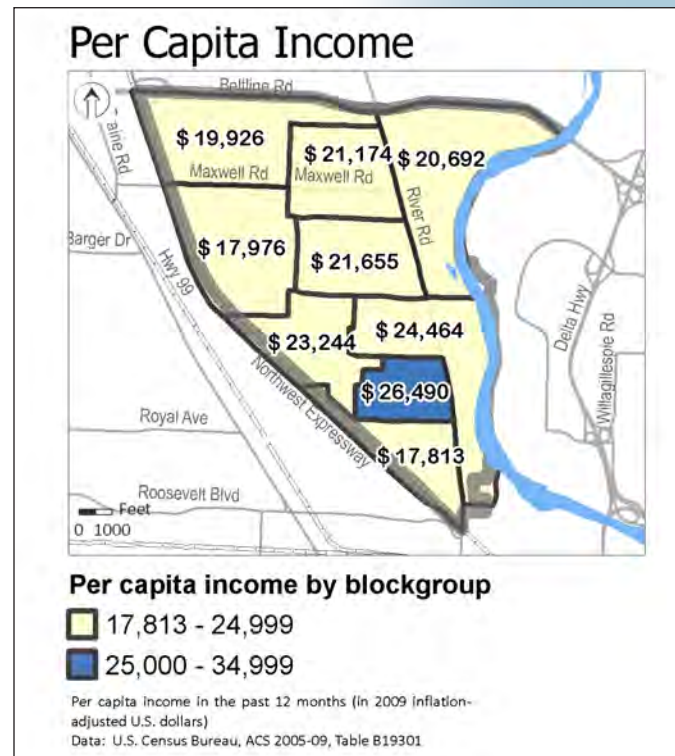 Per Capita Income
Beltline Rd
aine Rd
$ 19,926
$ 21,174
$ 20,692
Maxwell Rd
Maxwell Rd
River Rd
Barger Dr
$ 17,976
$ 21,655
Hwy 99
Delta Hwy
$ 23,244
$ 24,464
Willagillespie Rd
Northwest Expressway
$ 26,490
Royal Ave
$ 17,813
Roosevelt Blvd
Feet
0 1000
Per capita income by blockgroup
17,813 - 24,999
25,000 - 34,999
Per capita income in the past 12 months (in 2009 inflation-
adjusted U.S. dollars)
Data: U.S. Census Bureau, ACS 2005-09, Table B19301